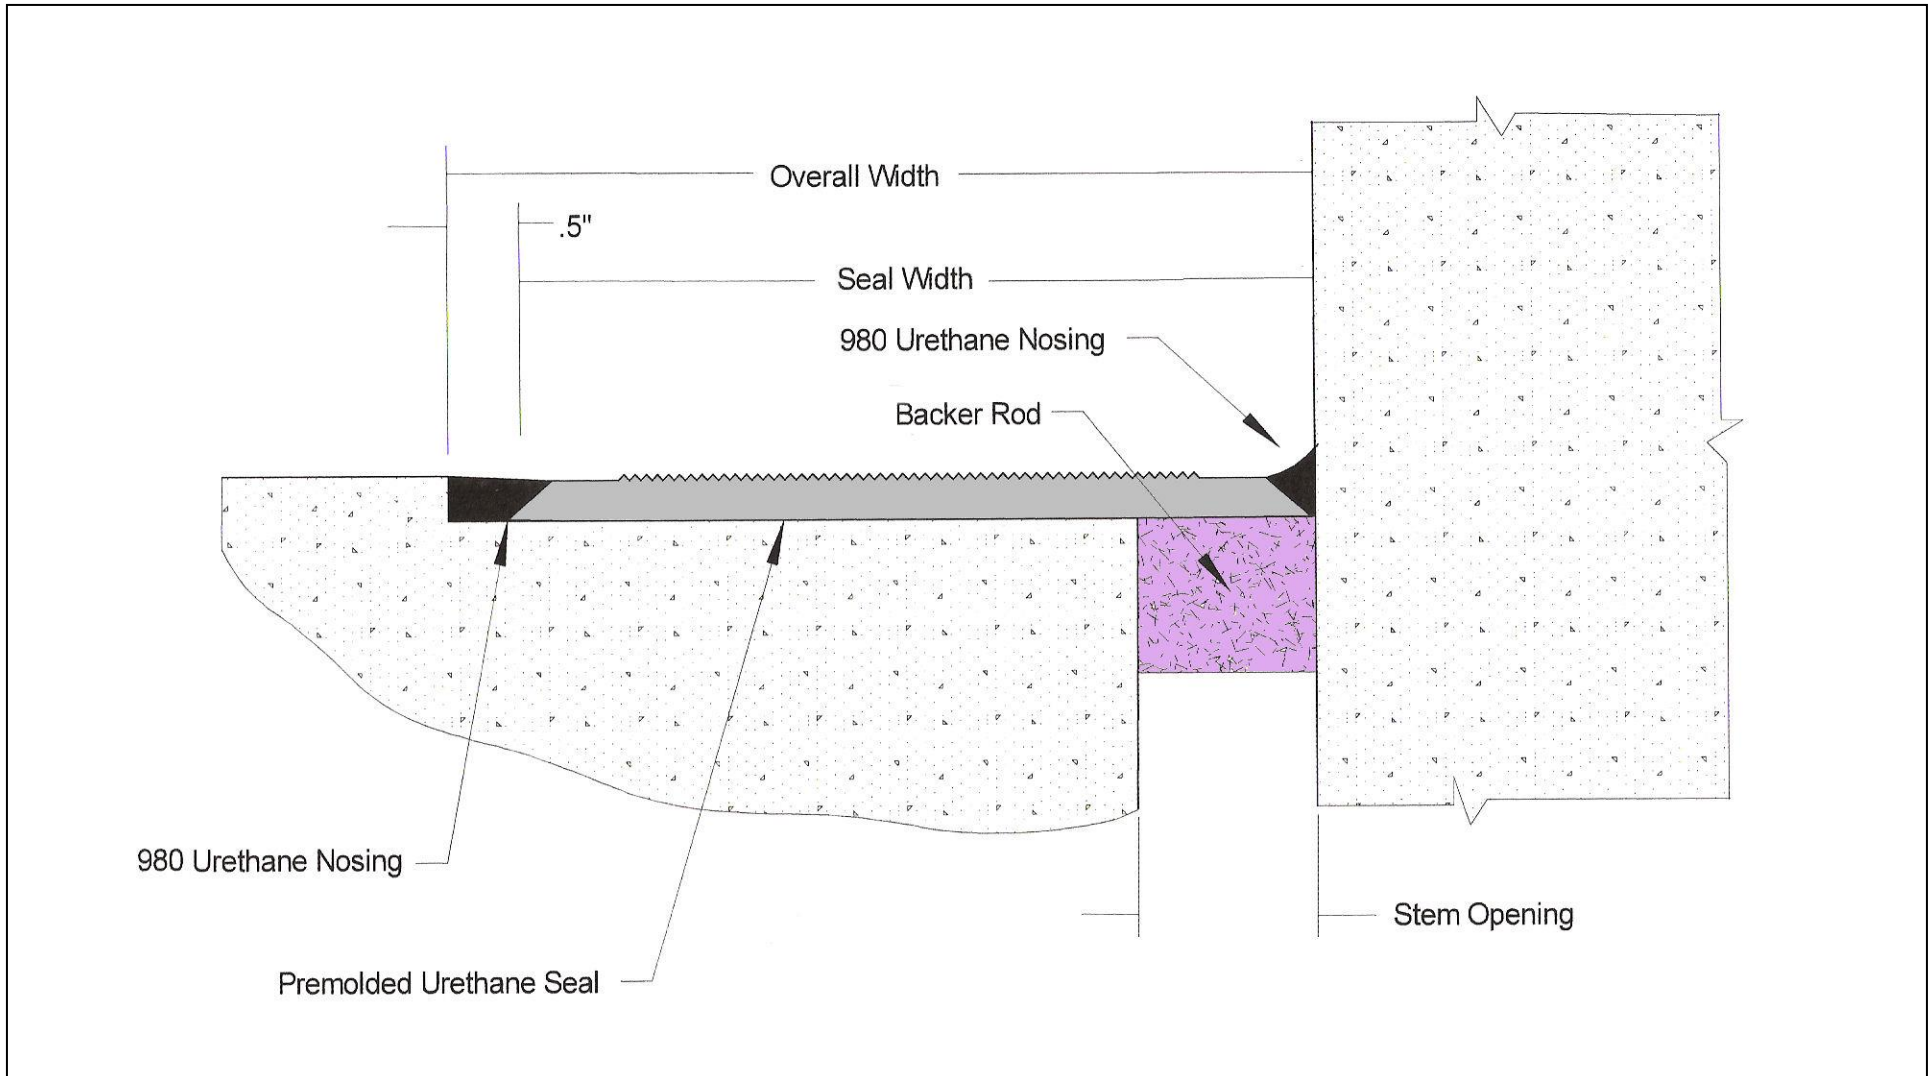 Overall Width
.5"
Seal Width
980 Urethane Nosing
Backer Rod
980 Urethane Nosing
Stem Opening
Premolded Urethane Seal